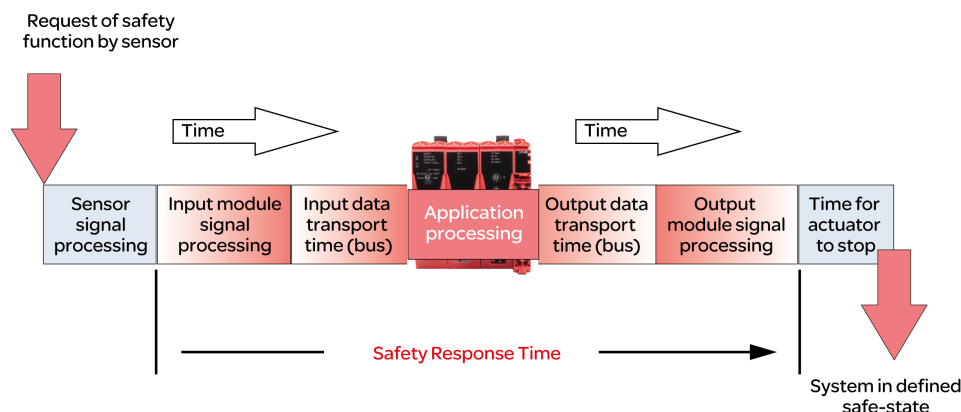 Request of safety
function by sensor
Time
Time
Sensor
signal
processing
Input module
signal
processing
Input data
transport
time (bus)
Application
processing
Output data
transport
time (bus)
Output
module signal
processing
Time for
actuator
to stop
Safety Response Time
System in defined
safe-state